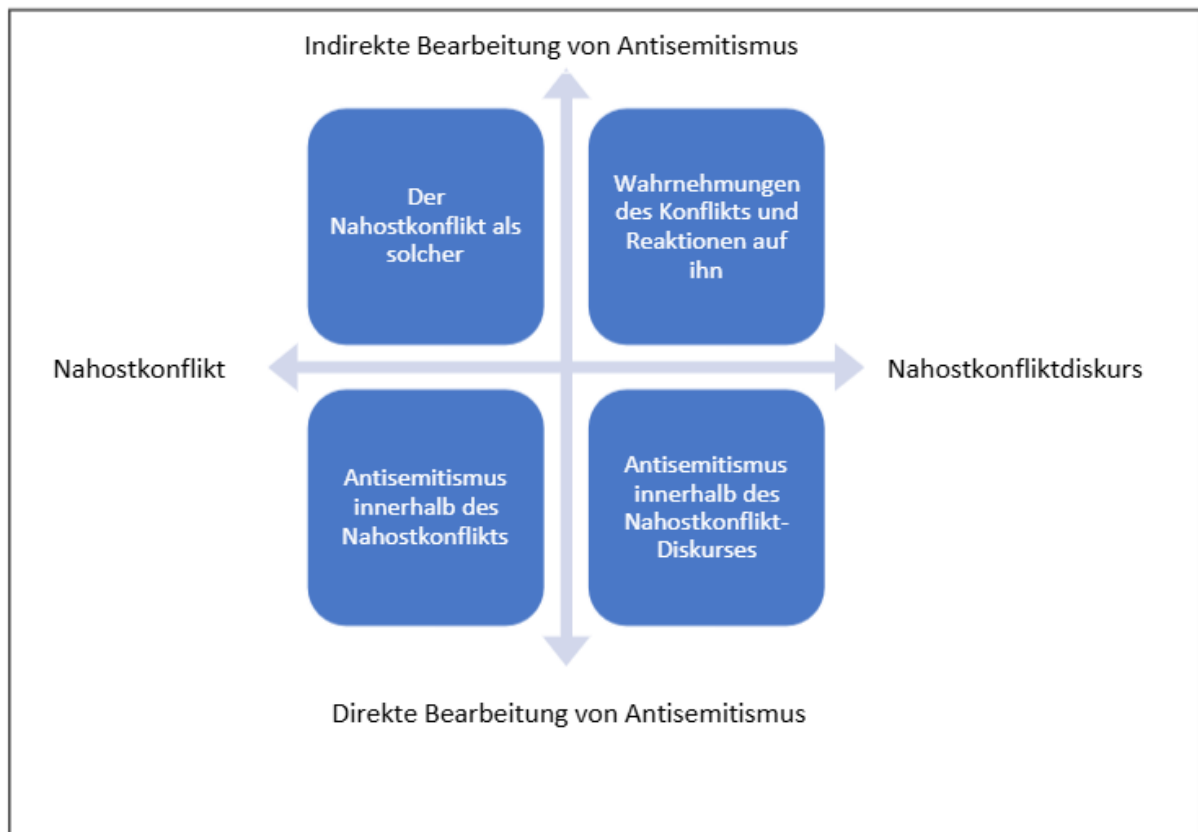 Indirekte Bearbeitung von Antisemitismus
Der
Nahostkonflikt als
solcher
Wahrnehmungen
des Konflikts und
Reaktionen auf
ihn
Nahostkonflikt
Nahostkonfliktdiskurs
Antisemitismus
innerhalb des
Nahostkonflikts
Antisemitismus
innerhalb des
Nahostkonflikt-
Diskurses
Direkte Bearbeitung von Antisemitismus